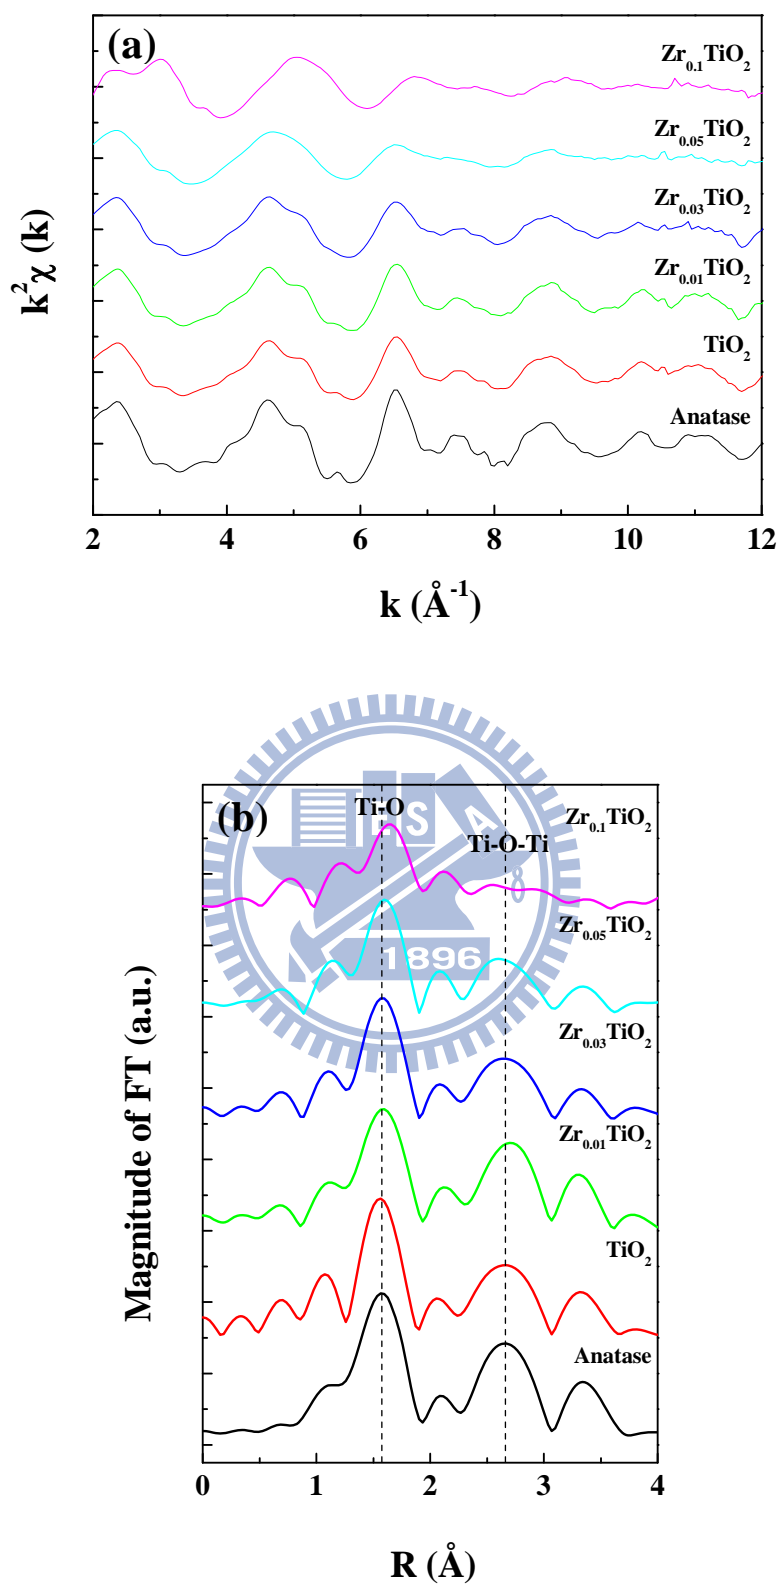 (a)
Zr0.1TiO2
Zr0.05TiO2
Zr0.03TiO2
Zr0.01TiO2
TiO2
Anatase
k2χ (k)
2 4 6 8 10 12
k (Å-1)
(b)
Ti-O
Ti-O-Ti
Zr0.1TiO2
ES
A
1896
Zr0.05TiO2
Zr0.03TiO2
Zr0.01TiO2
TiO2
Anatase
Magnitude of FT (a.u.)
0 1 2 3 4
R (Å)